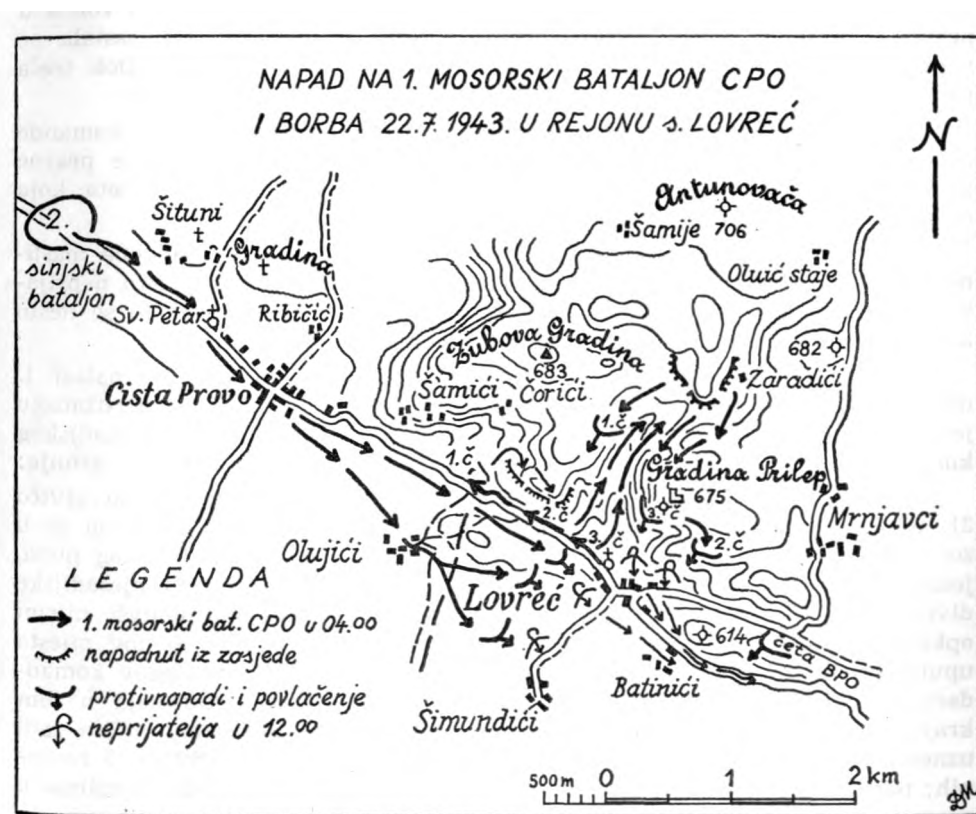 NAPAD NA 1. MOSORSKI BATALJON CPO
I BORBA 22.7.1943. U REJONU s. LOVREĆ
N
Antunovača
Šamije 706
Oluić staje
2.
sinjski
bataljon
Šituni
Gradina
Sv. Petar
Ribičić
Zubova Gradina
683
682
Zaradići
Cista Provo
Šamići
Čorići
1.č
1.č
Gradina Prilep
675
3.č
2.č
3.č
2.č
Mrnjavci
Olujići
Lovreć
614
četa BPO
Batinići
Šimundići
LEGENDA
1. mosorski bat. CPO u 04.00
napadnut iz zasjede
protivnapadi i povlačenje
neprijatelja u 12.00
500m 0 1 2 km